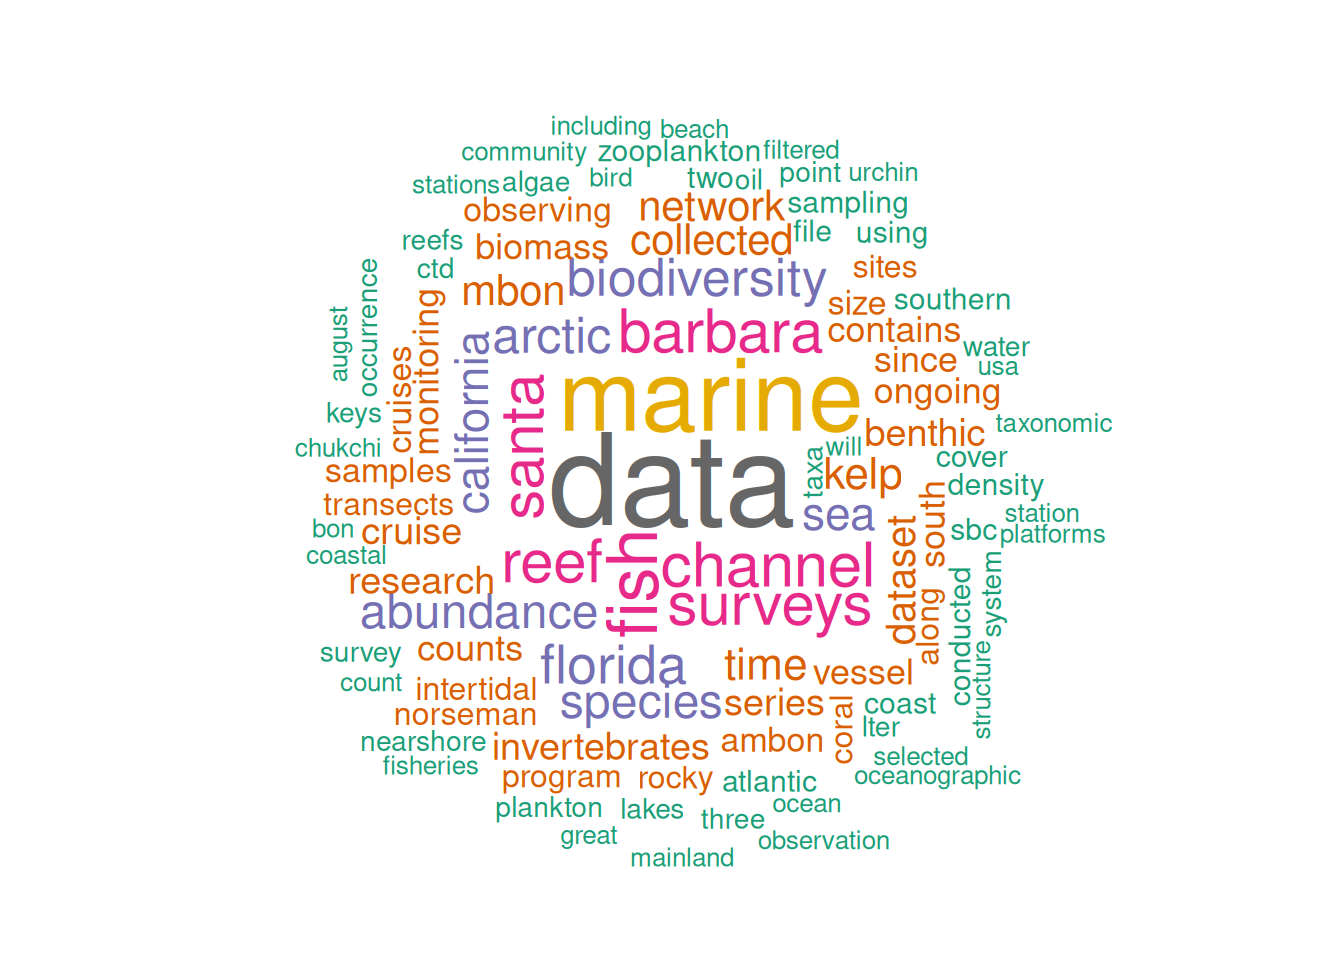 including beach
community zooplankton filtered
stations algae bird two oil point urchin
observing network sampling
reefs biomass collected file using
ctd mbon biodiversity sites
occurrence
august
monitoring
cruises
california
arctic barbara size southern
contains
since water
usa
ongoing
santa
marine
keys
chukchi
samples
transects
data
taxa
will
kelp
benthic
taxonomic
cover
density
sea
station
platforms
sbc
south
dataset
along
conducted
system
structure
bon cruise
coastal
research
reef
fish
channel
surveys
abundance
survey counts florida time vessel
count intertidal species series coast
norseman
coral
lter
nearshore invertebrates ambon selected
fisheries program rocky atlantic oceanographic
plankton lakes three ocean
great observation
mainland